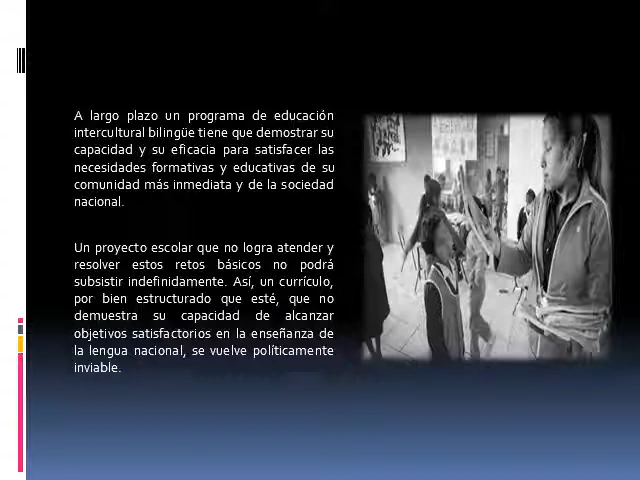 A largo plazo un programa de educación
intercultural bilingüe tiene que demostrar su
capacidad y su eficacia para satisfacer las
necesidades formativas y educativas de su
comunidad más inmediata y de la sociedad
nacional.
Un proyecto escolar que no logra atender y
resolver estos retos básicos no podrá
subsistir indefinidamente. Así, un currículo,
por bien estructurado que esté, que no
demuestra su capacidad de alcanzar
objetivos satisfactorios en la enseñanza de
la lengua nacional, se vuelve políticamente
inviable.